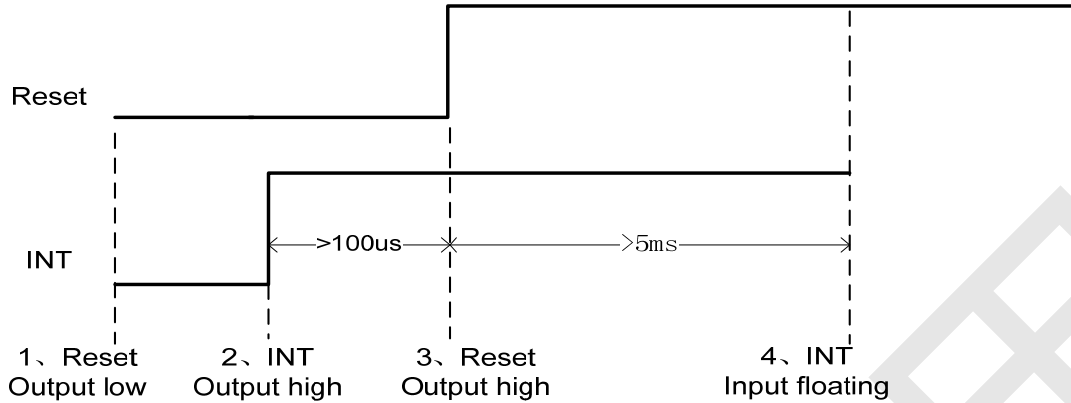 Reset
>100us
>5ms
INT
1、Reset
Output low
2、INT
Output high
3、Reset
Output high
4、INT
Input floating